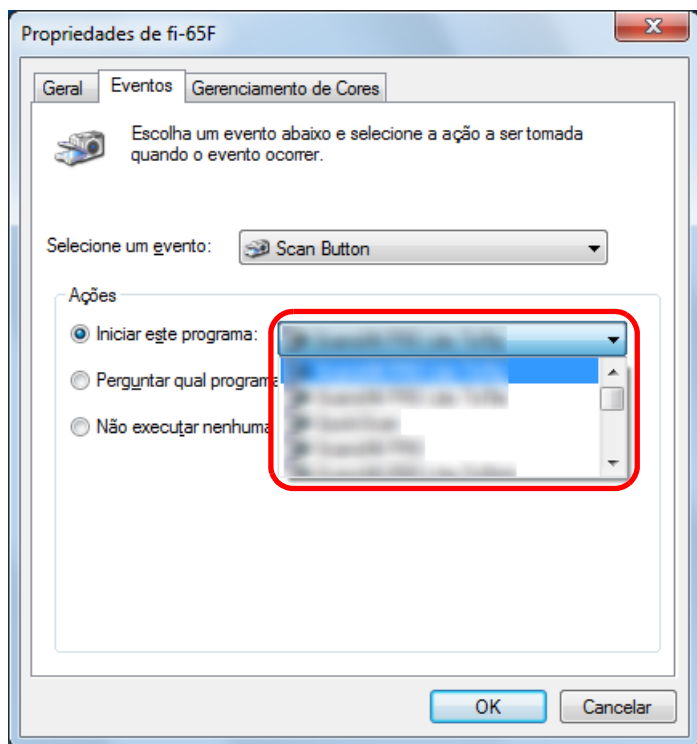 Propriedades de fi-65F
Geral Eventos Gerenciamento de Cores
Escolha um evento abaixo e selecione a ação a ser tomada
quando o evento ocorrer.
Selecione um evento: Scan Button
Ações
Iniciar este programa:
Perguntar qual
Não executar nenhuma
OK Cancelar